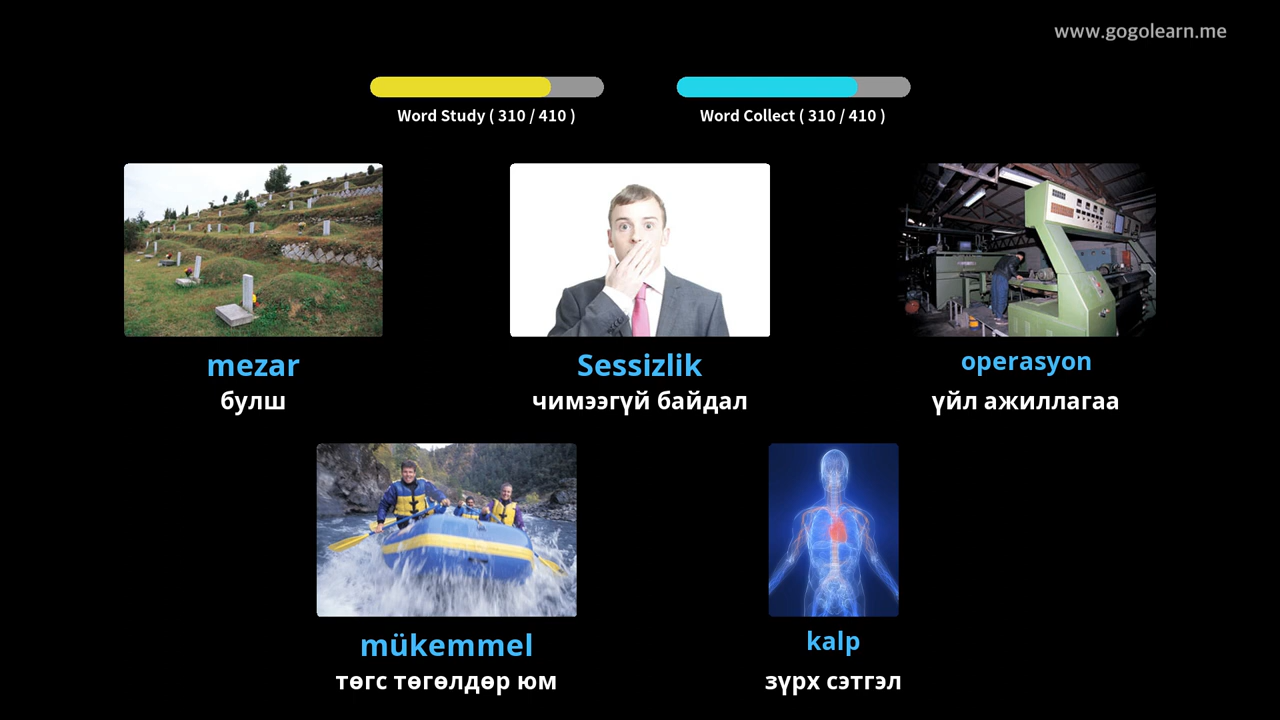 www.gogolearn.me
Word Study ( 310 / 410 )
Word Collect ( 310 / 410 )
mezar
булш
Sessizlik
чимээгүй байдал
operasyon
үйл ажиллагаа
mükemmel
төгс төгөлдөр юм
kalp
зүрх сэтгэл